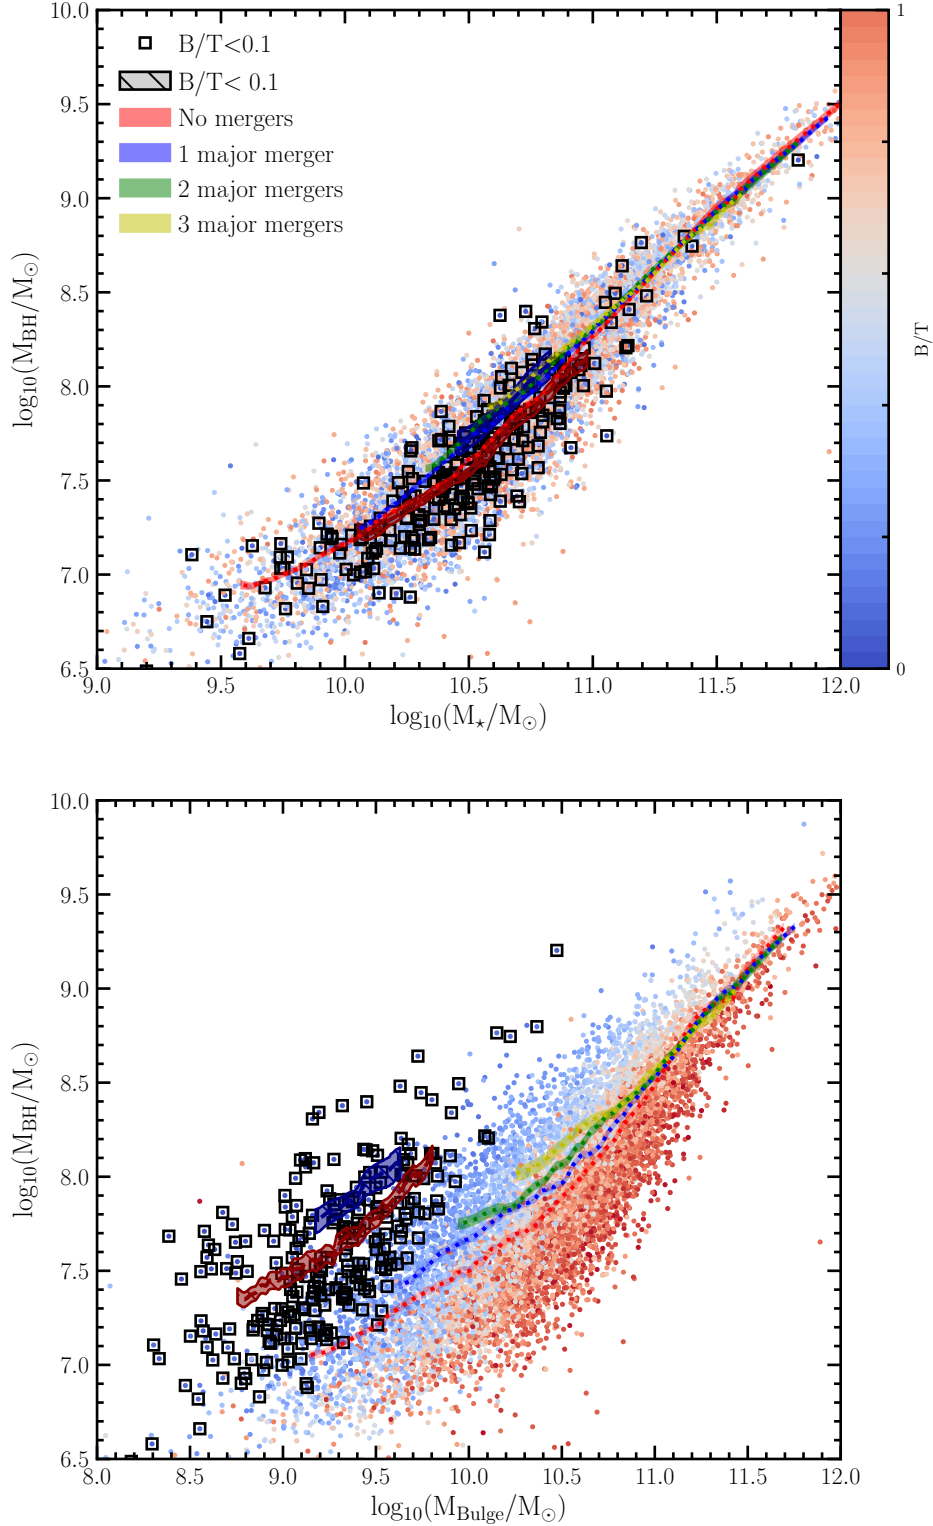 10.0
9.5
9.0
8.5
8.0
7.5
7.0
6.5
log₁₀(M_BH/M⊙)
B/T<0.1
B/T< 0.1
No mergers
1 major merger
2 major mergers
3 major mergers
9.0 9.5 10.0 10.5 11.0 11.5 12.0
log₁₀(M⋆/M⊙)
1
B/T
0
10.0
9.5
9.0
8.5
8.0
7.5
7.0
6.5
log₁₀(M_BH/M⊙)
8.0 8.5 9.0 9.5 10.0 10.5 11.0 11.5 12.0
log₁₀(M_Bulge/M⊙)